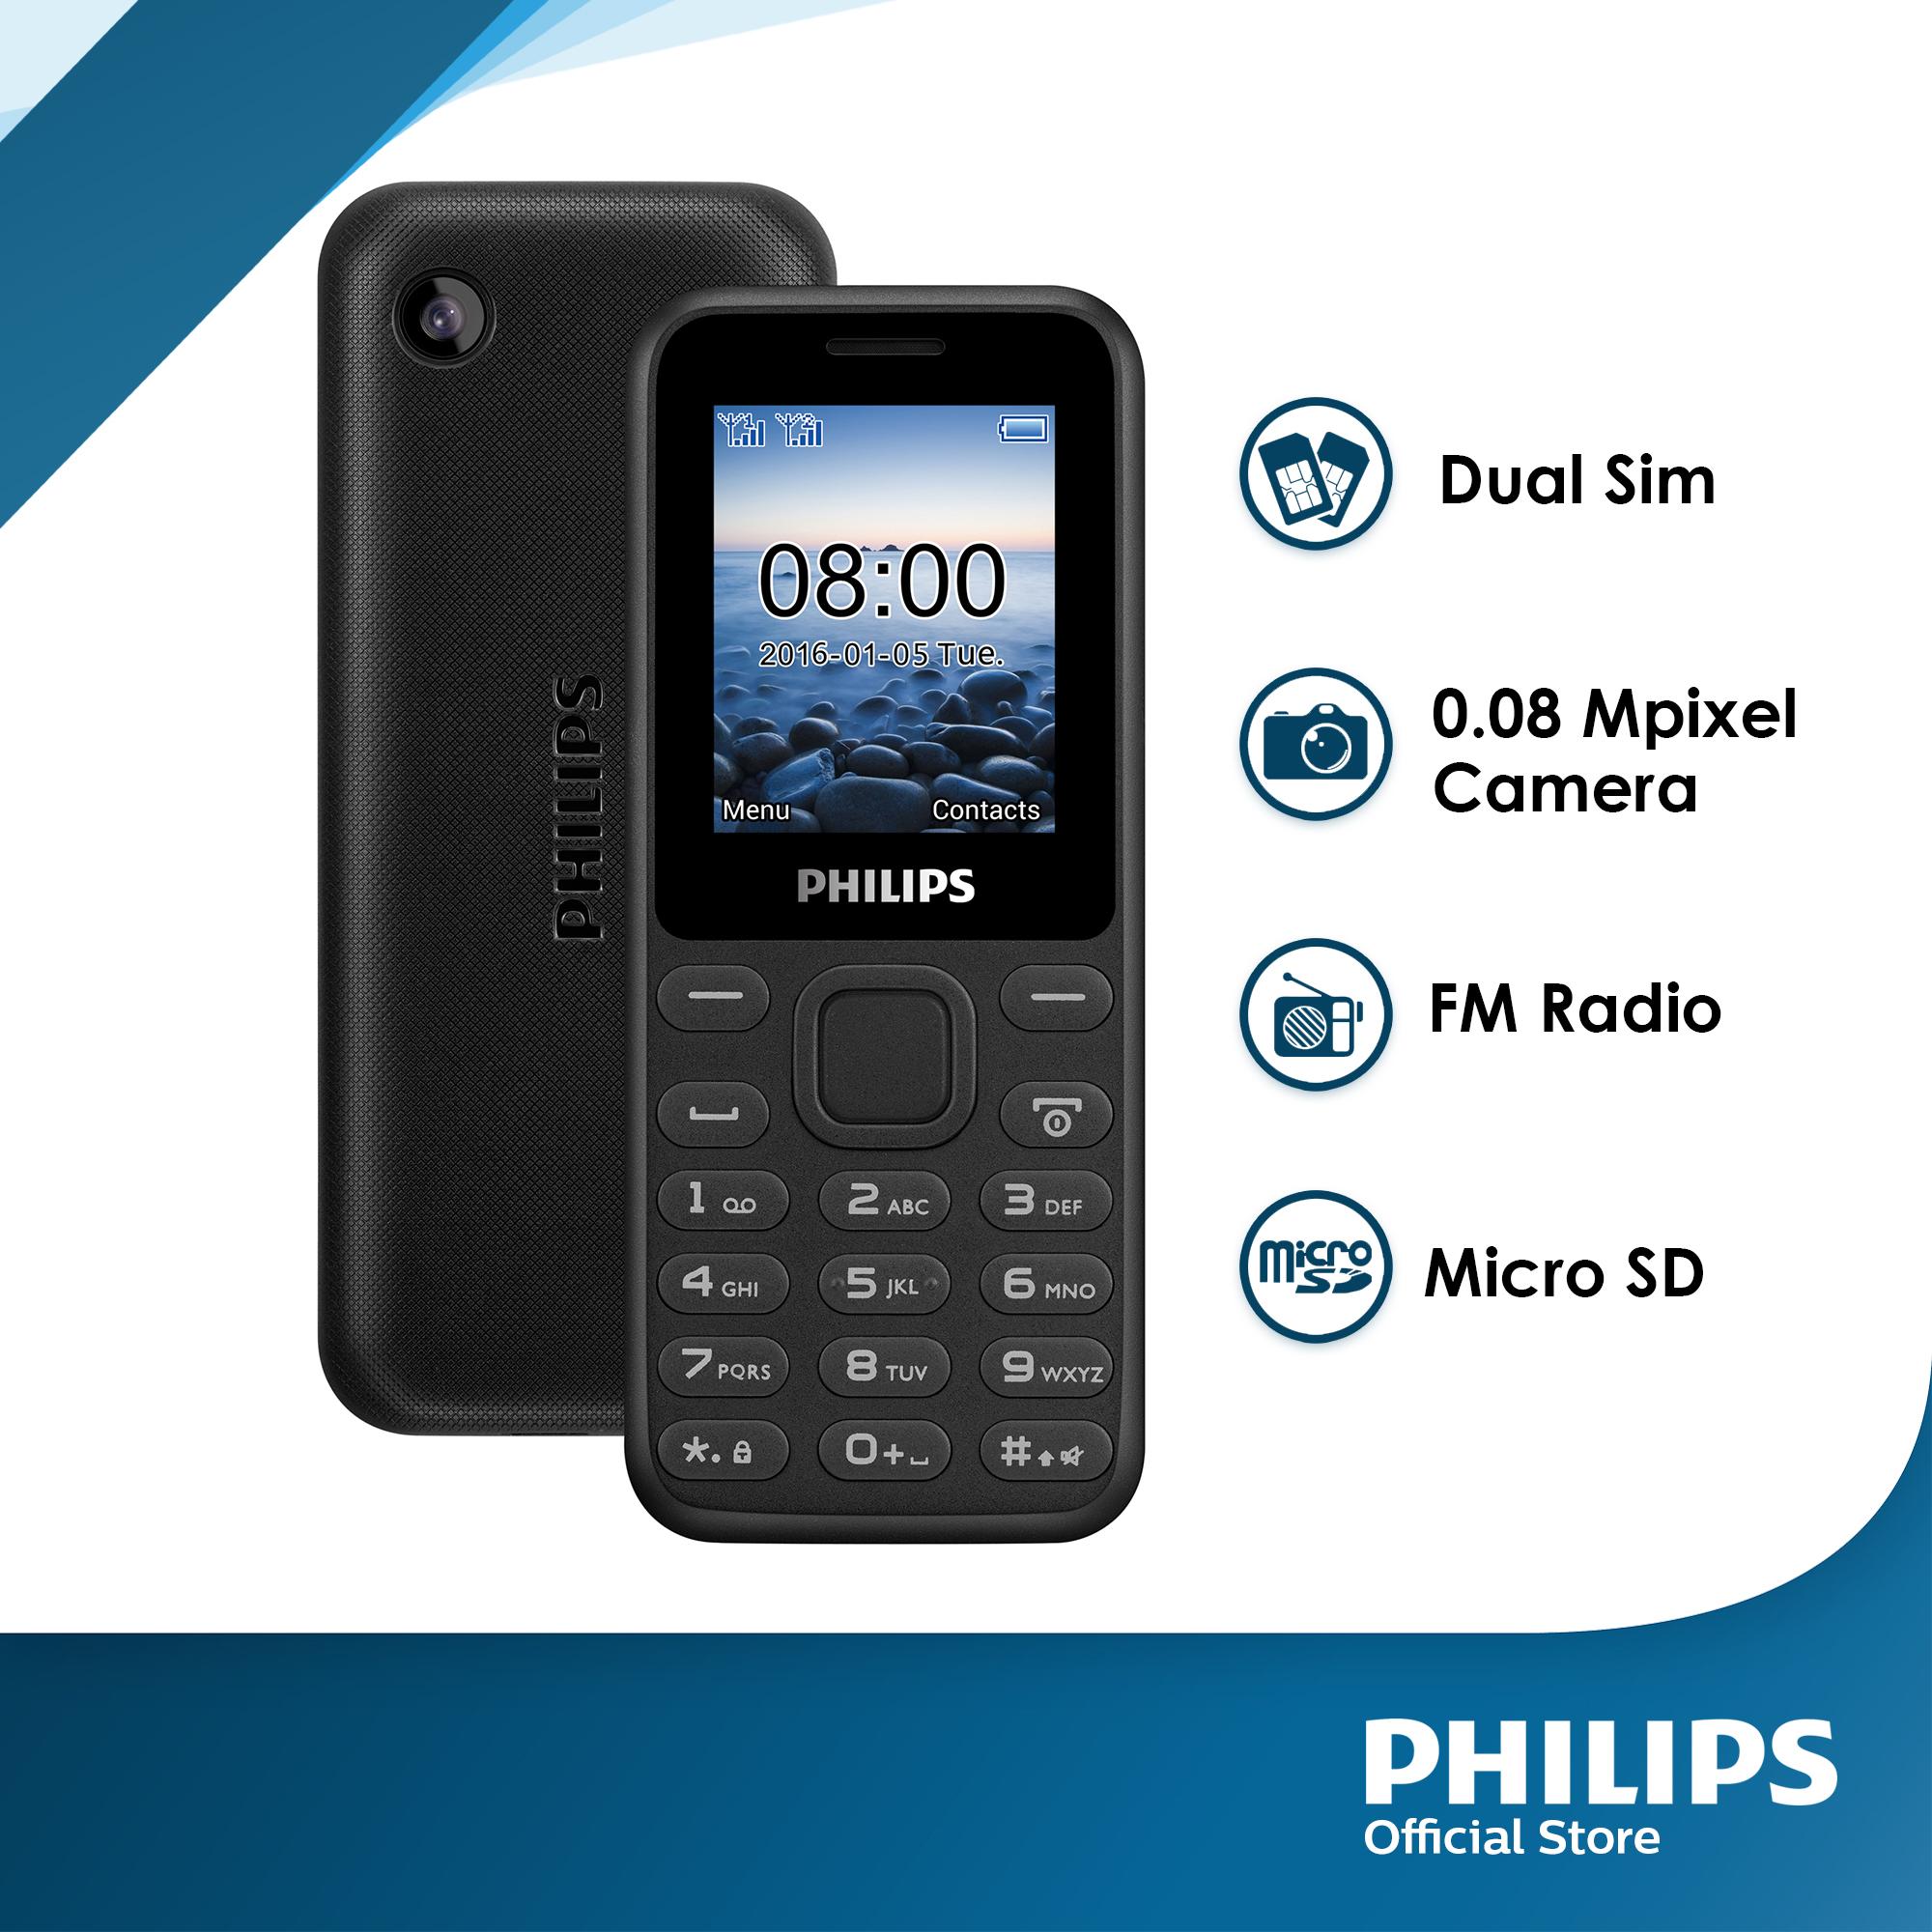 PHILIPS
1 2
08:00
2016-01-05 Tue.
Menu Contacts
PHILIPS
1
2 ABC
3 DEF
4 GHI
5 JKL
6 MNO
7 PQRS
8 TUV
9 WXYZ
*.
0 +
#
Dual Sim
0.08 Mpixel
Camera
FM Radio
Micro SD
Micro SD
PHILIPS
Official Store